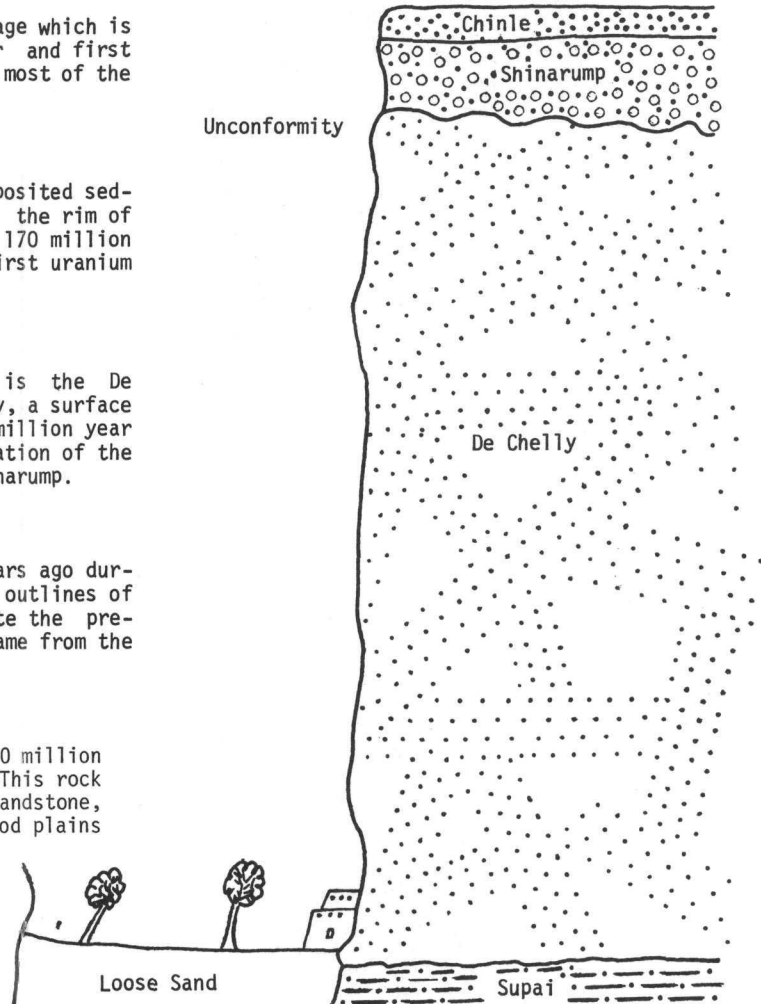 age which is
r and first
most of the
Chinle
Shinarump
Unconformity
posited sed-
the rim of
170 million
irst uranium
is the De
y, a surface
million year
ation of the
narump.
De Chelly
ars ago dur-
outlines of
te the pre-
ame from the
0 million
This rock
andstone,
od plains
Loose Sand
Supai